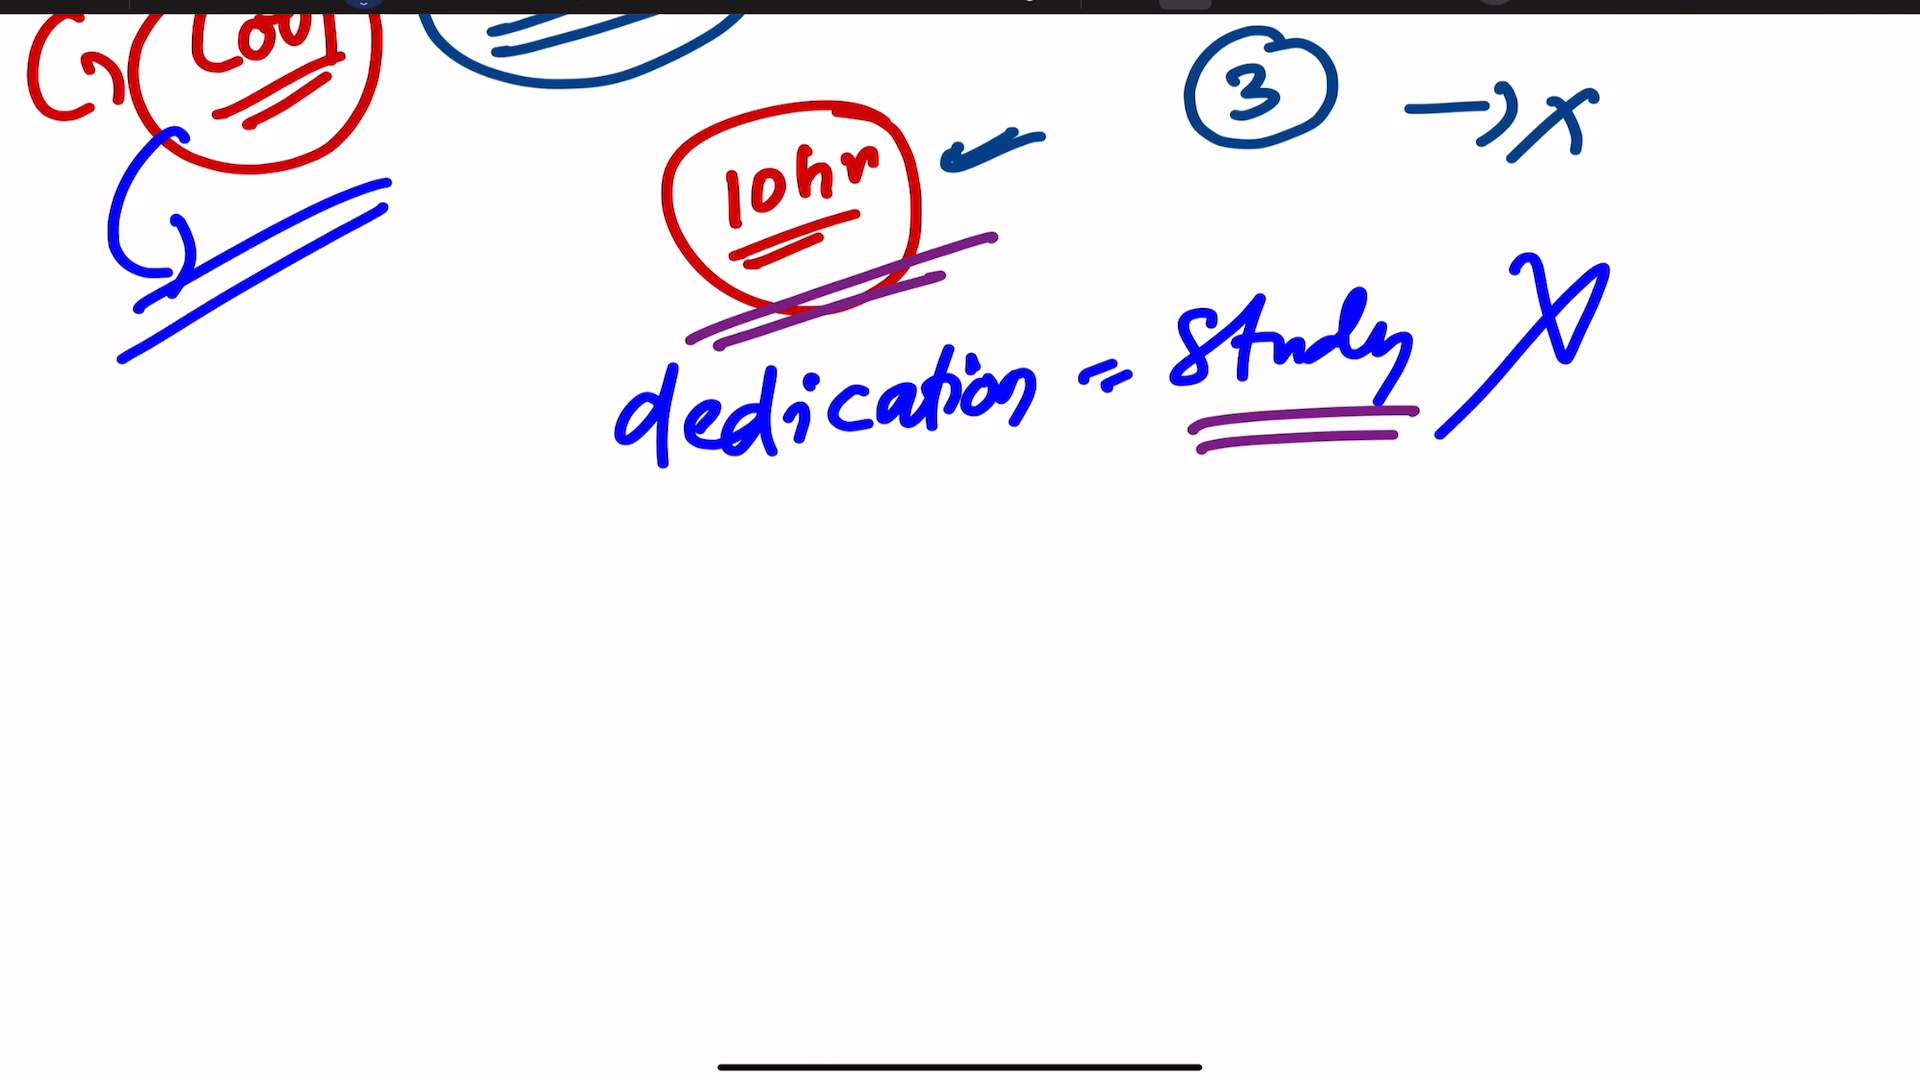 3 → X
10hr
dedication = study X